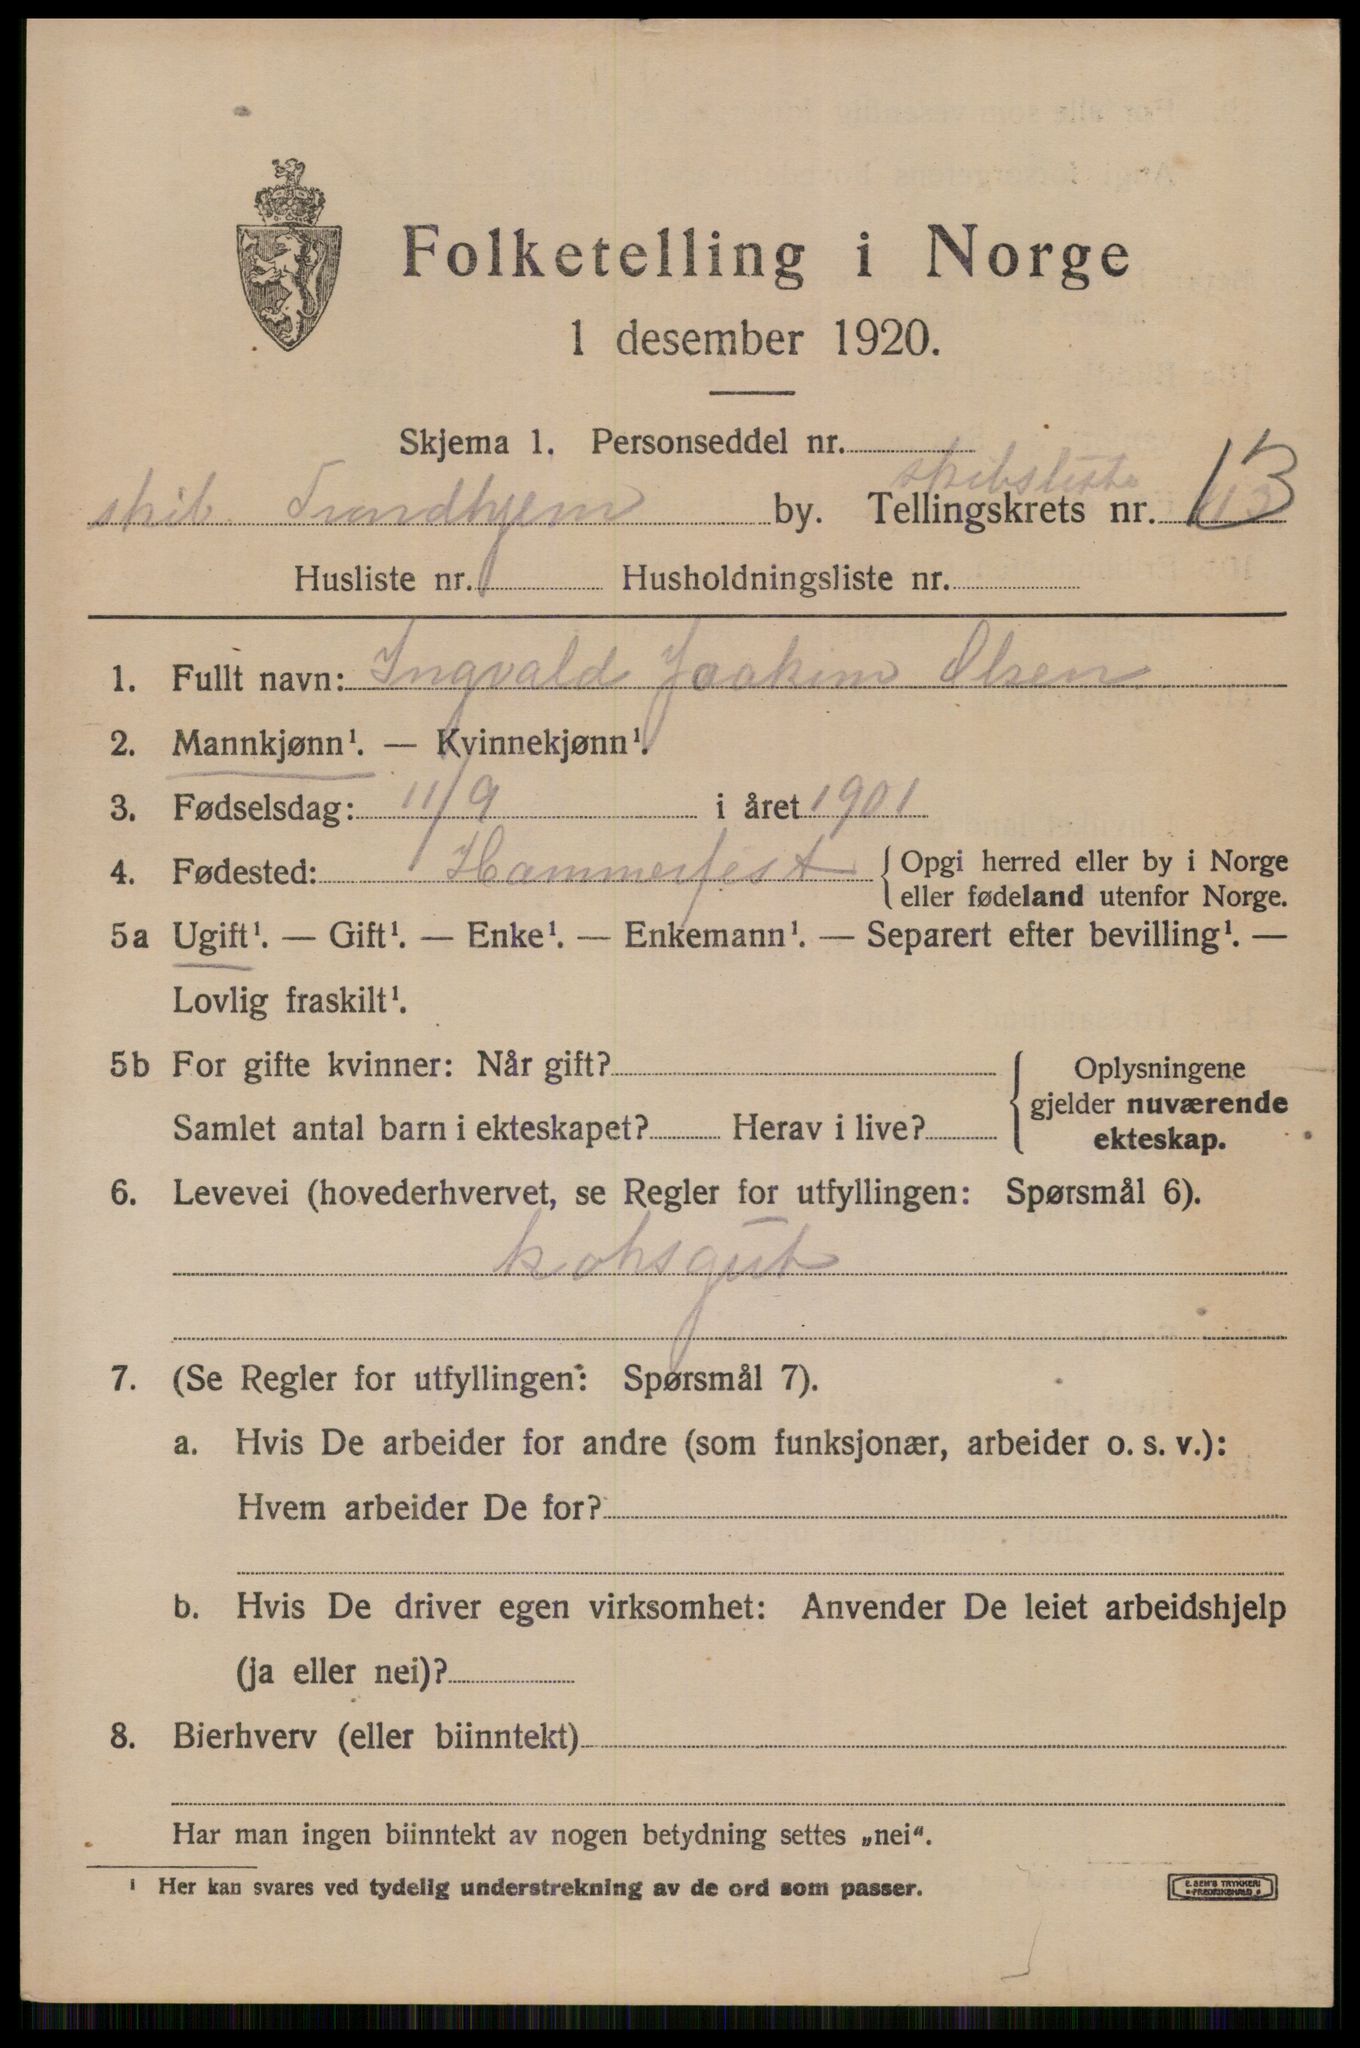 Folketelling i Norge
1 desember 1920.
Skjema 1. Personseddel nr.
skibsliste
skib. Trondhjem by. Tellingskrets nr. 13
Husliste nr. Husholdningsliste nr.
1. Fullt navn: Ingvald Joakim Olsen
2. Mannkjønn¹. — Kvinnekjønn¹.
3. Fødselsdag: 11/9 i året 1901
4. Fødested: Hammerfest { Opgi herred eller by i Norge
eller fødeland utenfor Norge.
5a Ugift¹. — Gift¹. — Enke¹. — Enkemann¹. — Separert efter bevilling¹. —
Lovlig fraskilt¹.
5b For gifte kvinner: Når gift? { Oplysningene
gjelder nuværende
Samlet antal barn i ekteskapet? Herav i live? ekteskap.
6. Levevei (hovederhvervet, se Regler for utfyllingen: Spørsmål 6).
koksgut
7. (Se Regler for utfyllingen: Spørsmål 7).
a. Hvis De arbeider for andre (som funksjonær, arbeider o. s. v.):
Hvem arbeider De for?
b. Hvis De driver egen virksomhet: Anvender De leiet arbeidshjelp
(ja eller nei)?
8. Bierhverv (eller biinntekt)
Har man ingen biinntekt av nogen betydning settes „nei“.
¹ Her kan svares ved tydelig understrekning av de ord som passer.
E. SEM'S TRYKKERI
FREDRIKSHALD